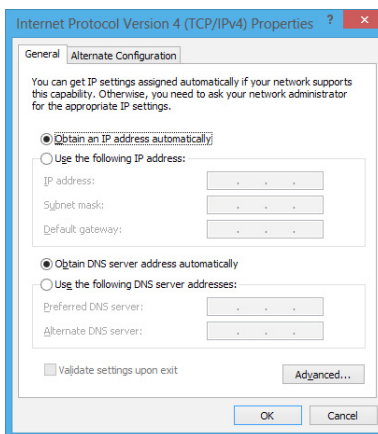 Internet Protocol Version 4 (TCP/IPv4) Properties ? ×
General Alternate Configuration
You can get IP settings assigned automatically if your network supports
this capability. Otherwise, you need to ask your network administrator
for the appropriate IP settings.
Obtain an IP address automatically
Use the following IP address:
IP address: . . .
Subnet mask: . . .
Default gateway: . . .
Obtain DNS server address automatically
Use the following DNS server addresses:
Preferred DNS server: . . .
Alternate DNS server: . . .
Validate settings upon exit
Advanced...
OK Cancel